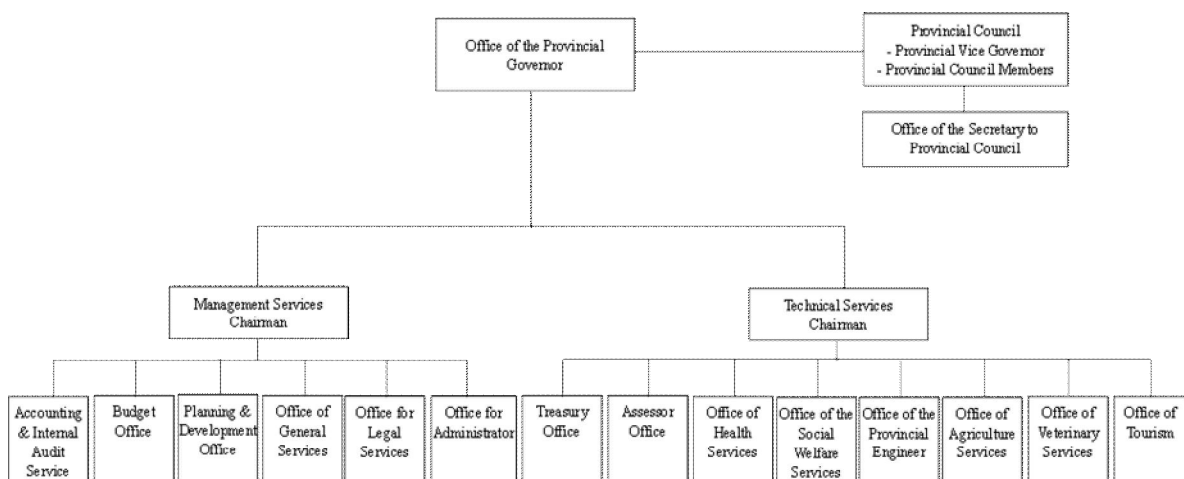 Office of the Provincial
Governor
Provincial Council
- Provincial Vice Governor
- Provincial Council Members
Office of the Secretary to
Provincial Council
Management Services
Chairman
Technical Services
Chairman
Accounting
& Internal
Audit
Service
Budget
Office
Planning &
Development
Office
Office of
General
Services
Office for
Legal
Services
Office for
Administrator
Treasury
Office
Assessor
Office
Office of
Health
Services
Office of the
Social
Welfare
Services
Office of the
Provincial
Engineer
Office of
Agriculture
Services
Office of
Veterinary
Services
Office of
Tourism